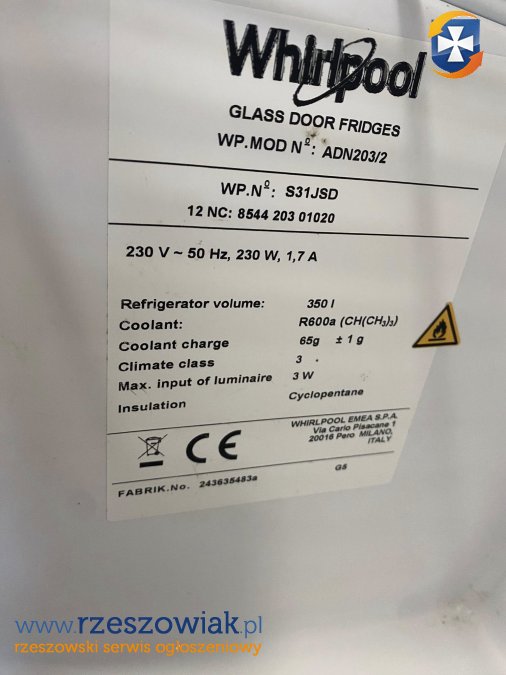 Whirlpool
GLASS DOOR FRIDGES
WP.MOD Nº: ADN203/2
WP.Nº: S31JSD
12 NC: 8544 203 01020
230 V ~ 50 Hz, 230 W, 1,7 A
Refrigerator volume: 350 l
Coolant: R600a (CH(CH₃)₃)
Coolant charge 65g ± 1 g
Climate class 3
Max. input of luminaire 3 W
Insulation Cyclopentane
WHIRLPOOL EMEA S.P.A.
Via Carlo Pisacane 1
20016 Pero MILANO,
ITALY
CE
FABRIK.No. 243635483a G5
www.rzeszowiak.pl
rzeszowski serwis ogłoszeniowy